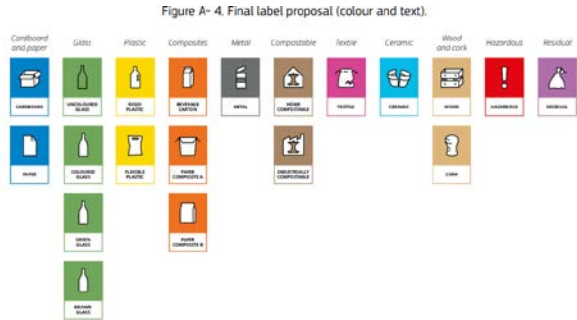 Figure A- 4. Final label proposal (colour and text).
Cardboard and paper
Glass
Plastic
Composites
Metal
Compostable
Textile
Ceramic
Wood and cork
Hazardous
Residual
CARDBOARD
UNCOLOURED GLASS
RIGID PLASTIC
BEVERAGE CARTON
METAL
HOME COMPOSTABLE
TEXTILE
CERAMIC
WOOD
HAZARDOUS
RESIDUAL
PAPER
COLOURED GLASS
FLEXIBLE PLASTIC
PAPER COMPOSITE A
INDUSTRIALLY COMPOSTABLE
CORK
GREEN GLASS
PAPER COMPOSITE B
BROWN GLASS